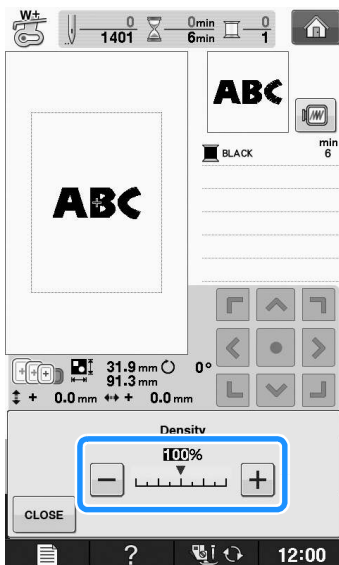 W+ 0 0min 0
1401 6min 1
ABC
min
BLACK 6
ABC
31.9 mm 0°
91.3 mm
+ 0.0 mm + 0.0 mm
Density
100%
− +
CLOSE
? 12:00